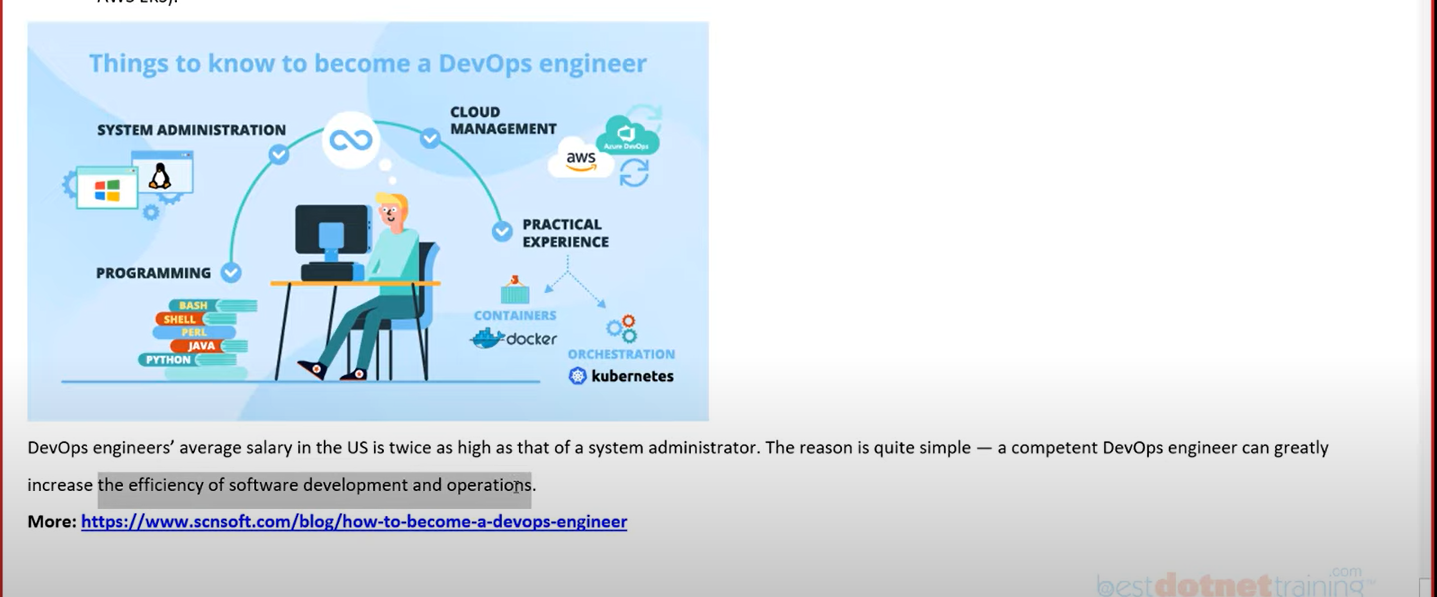 AWS EKS).
Things to know to become a DevOps engineer
SYSTEM ADMINISTRATION
CLOUD
MANAGEMENT
aws
Azure DevOps
PRACTICAL
EXPERIENCE
PROGRAMMING
BASH
SHELL
PERL
JAVA
PYTHON
CONTAINERS
docker
ORCHESTRATION
kubernetes
DevOps engineers’ average salary in the US is twice as high as that of a system administrator. The reason is quite simple — a competent DevOps engineer can greatly
increase the efficiency of software development and operations.
More: https://www.scnsoft.com/blog/how-to-become-a-devops-engineer
bestdotnettraining.com™